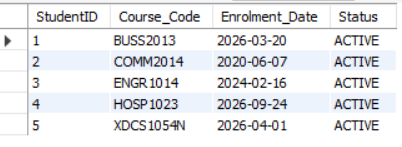 StudentID Course_Code Enrolment_Date Status
1 BUSS2013 2026-03-20 ACTIVE
2 COMM2014 2020-06-07 ACTIVE
3 ENGR1014 2024-02-16 ACTIVE
4 HOSP1023 2026-09-24 ACTIVE
5 XDCS1054N 2026-04-01 ACTIVE